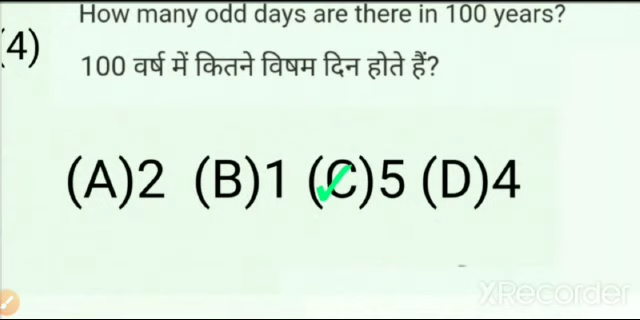 How many odd days are there in 100 years?
(4)
100 वर्ष में कितने विषम दिन होते हैं?
(A)2 (B)1 (C)5 (D)4
XRecorder